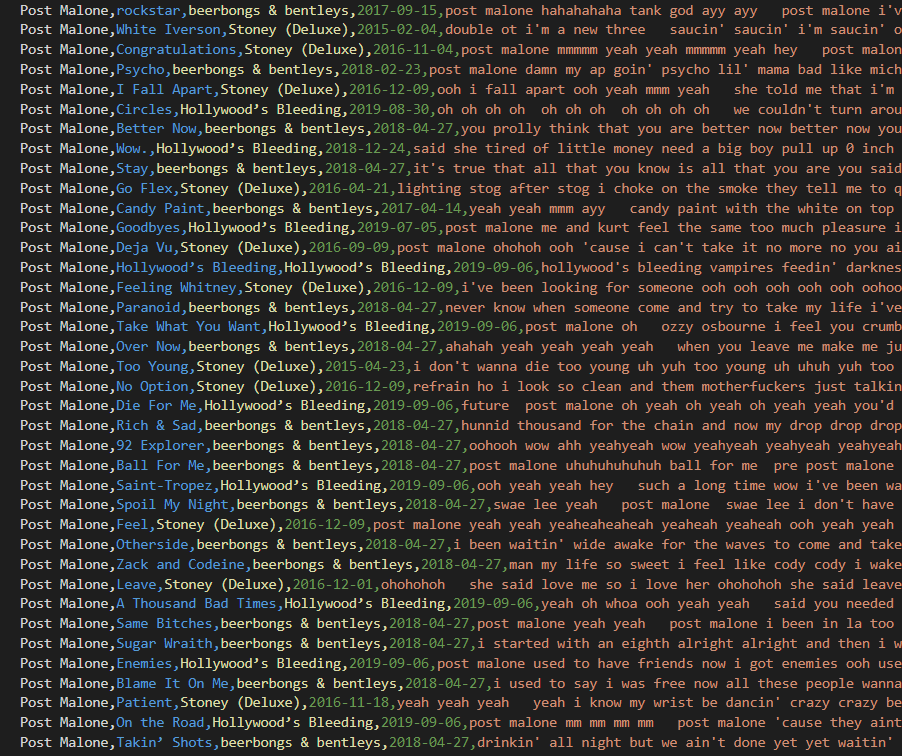 Post Malone,rockstar,beerbongs & bentleys,2017-09-15,post malone hahahahaha tank god ayy ayy   post malone i'v
Post Malone,White Iverson,Stoney (Deluxe),2015-02-04,double ot i'm a new three   saucin' saucin' i'm saucin' o
Post Malone,Congratulations,Stoney (Deluxe),2016-11-04,post malone mmmmm yeah yeah mmmmmm yeah hey   post malon
Post Malone,Psycho,beerbongs & bentleys,2018-02-23,post malone damn my ap goin' psycho lil' mama bad like mich
Post Malone,I Fall Apart,Stoney (Deluxe),2016-12-09,ooh i fall apart ooh yeah mmm yeah   she told me that i'm
Post Malone,Circles,Hollywood’s Bleeding,2019-08-30,oh oh oh oh  oh oh oh  oh oh oh oh   we couldn't turn arou
Post Malone,Better Now,beerbongs & bentleys,2018-04-27,you prolly think that you are better now better now you
Post Malone,Wow.,Hollywood’s Bleeding,2018-12-24,said she tired of little money need a big boy pull up 0 inch
Post Malone,Stay,beerbongs & bentleys,2018-04-27,it's true that all that you know is all that you are you said
Post Malone,Go Flex,Stoney (Deluxe),2016-04-21,lighting stog after stog i choke on the smoke they tell me to q
Post Malone,Candy Paint,beerbongs & bentleys,2017-04-14,yeah yeah mmm ayy   candy paint with the white on top
Post Malone,Goodbyes,Hollywood’s Bleeding,2019-07-05,post malone me and kurt feel the same too much pleasure i
Post Malone,Deja Vu,Stoney (Deluxe),2016-09-09,post malone ohohoh ooh 'cause i can't take it no more no you ai
Post Malone,Hollywood’s Bleeding,Hollywood’s Bleeding,2019-09-06,hollywood's bleeding vampires feedin' darknes
Post Malone,Feeling Whitney,Stoney (Deluxe),2016-12-09,i've been looking for someone ooh ooh ooh ooh ooh oohoo
Post Malone,Paranoid,beerbongs & bentleys,2018-04-27,never know when someone come and try to take my life i've
Post Malone,Take What You Want,Hollywood’s Bleeding,2019-09-06,post malone oh   ozzy osbourne i feel you crumb
Post Malone,Over Now,beerbongs & bentleys,2018-04-27,ahahah yeah yeah yeah yeah   when you leave me make me ju
Post Malone,Too Young,Stoney (Deluxe),2015-04-23,i don't wanna die too young uh yuh too young uh uhuh yuh too
Post Malone,No Option,Stoney (Deluxe),2016-12-09,refrain ho i look so clean and them motherfuckers just talkin
Post Malone,Die For Me,Hollywood’s Bleeding,2019-09-06,future  post malone oh yeah oh yeah oh yeah yeah you'd
Post Malone,Rich & Sad,beerbongs & bentleys,2018-04-27,hunnid thousand for the chain and now my drop drop drop
Post Malone,92 Explorer,beerbongs & bentleys,2018-04-27,oohooh wow ahh yeahyeah wow yeahyeah yeahyeah yeahyeah
Post Malone,Ball For Me,beerbongs & bentleys,2018-04-27,post malone uhuhuhuhuhuh ball for me  pre post malone
Post Malone,Saint-Tropez,Hollywood’s Bleeding,2019-09-06,ooh yeah yeah hey   such a long time wow i've been wa
Post Malone,Spoil My Night,beerbongs & bentleys,2018-04-27,swae lee yeah   post malone  swae lee i don't have
Post Malone,Feel,Stoney (Deluxe),2016-12-09,post malone yeah yeah yeaheaheaheah yeaheah yeaheah ooh yeah yeah
Post Malone,Otherside,beerbongs & bentleys,2018-04-27,i been waitin' wide awake for the waves to come and take
Post Malone,Zack and Codeine,beerbongs & bentleys,2018-04-27,man my life so sweet i feel like cody cody i wake
Post Malone,Leave,Stoney (Deluxe),2016-12-01,ohohohoh   she said love me so i love her ohohohoh she said leave
Post Malone,A Thousand Bad Times,Hollywood’s Bleeding,2019-09-06,yeah oh whoa ooh yeah yeah   said you needed
Post Malone,Same Bitches,beerbongs & bentleys,2018-04-27,post malone yeah yeah   post malone i been in la too
Post Malone,Sugar Wraith,beerbongs & bentleys,2018-04-27,i started with an eighth alright alright and then i w
Post Malone,Enemies,Hollywood’s Bleeding,2019-09-06,post malone used to have friends now i got enemies ooh use
Post Malone,Blame It On Me,beerbongs & bentleys,2018-04-27,i used to say i was free now all these people wanna
Post Malone,Patient,Stoney (Deluxe),2016-11-18,yeah yeah yeah   yeah i know my wrist be dancin' crazy crazy be
Post Malone,On the Road,Hollywood’s Bleeding,2019-09-06,post malone mm mm mm mm   post malone 'cause they aint
Post Malone,Takin’ Shots,beerbongs & bentleys,2018-04-27,drinkin' all night but we ain't done yet yet waitin'